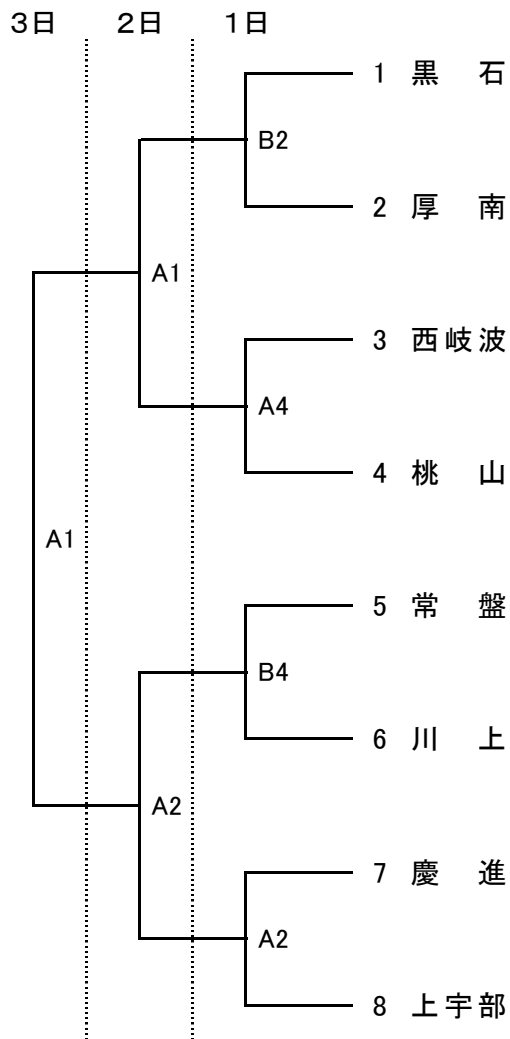 3日 2日 1日
1 黒 石
B2
2 厚 南
A1
3 西岐波
A4
4 桃 山
A1
5 常 盤
B4
6 川 上
A2
7 慶 進
A2
8 上宇部